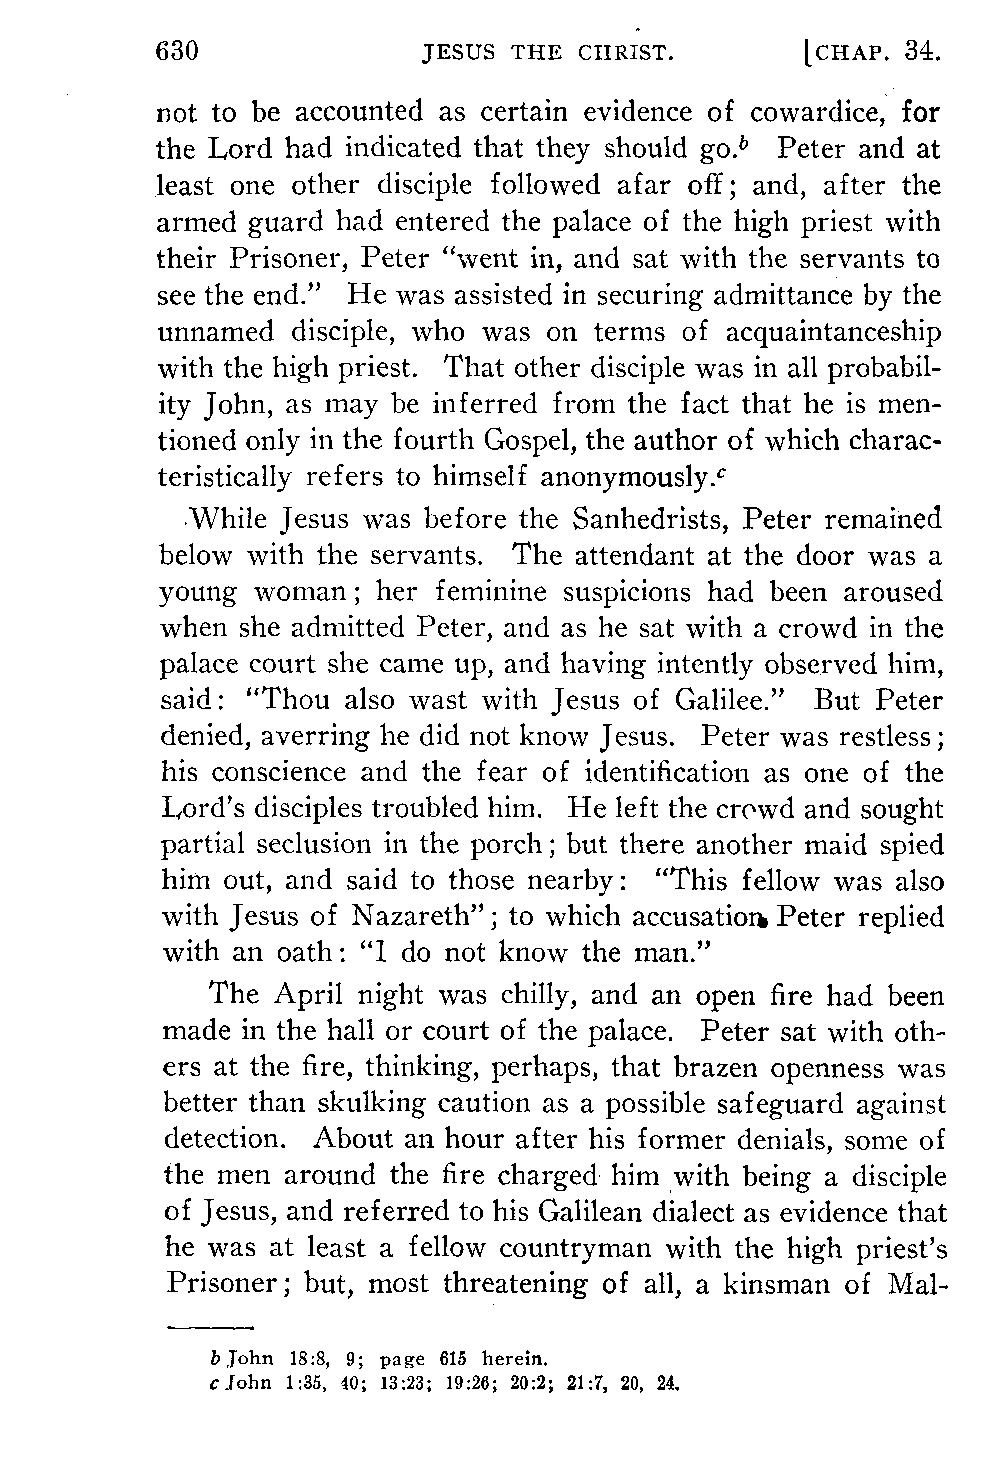 630 JESUS THE CHRIST. [CHAP. 34.
not to be accounted as certain evidence of cowardice, for
the Lord had indicated that they should go.b Peter and at
least one other disciple followed afar off; and, after the
armed guard had entered the palace of the high priest with
their Prisoner, Peter "went in, and sat with the servants to
see the end." He was assisted in securing admittance by the
unnamed disciple, who was on terms of acquaintanceship
with the high priest. That other disciple was in all probabil-
ity John, as may be inferred from the fact that he is men-
tioned only in the fourth Gospel, the author of which charac-
teristically refers to himself anonymously.c
While Jesus was before the Sanhedrists, Peter remained
below with the servants. The attendant at the door was a
young woman; her feminine suspicions had been aroused
when she admitted Peter, and as he sat with a crowd in the
palace court she came up, and having intently observed him,
said: "Thou also wast with Jesus of Galilee." But Peter
denied, averring he did not know Jesus. Peter was restless;
his conscience and the fear of identification as one of the
Lord's disciples troubled him. He left the crowd and sought
partial seclusion in the porch; but there another maid spied
him out, and said to those nearby: "This fellow was also
with Jesus of Nazareth"; to which accusation Peter replied
with an oath: "I do not know the man."
The April night was chilly, and an open fire had been
made in the hall or court of the palace. Peter sat with oth-
ers at the fire, thinking, perhaps, that brazen openness was
better than skulking caution as a possible safeguard against
detection. About an hour after his former denials, some of
the men around the fire charged him with being a disciple
of Jesus, and referred to his Galilean dialect as evidence that
he was at least a fellow countryman with the high priest's
Prisoner; but, most threatening of all, a kinsman of Mal-
b John 18:8, 9; page 615 herein.
c John 1:35, 40; 13:23; 19:26; 20:2; 21:7, 20, 24.